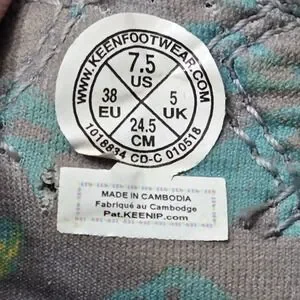 WWW.KEENFOOTWEAR.COM
7.5
US
38
EU
5
UK
24.5
CM
1018834 CD-C 010518
MADE IN CAMBODIA
Fabriqué au Cambodge
Pat.KEENIP.com